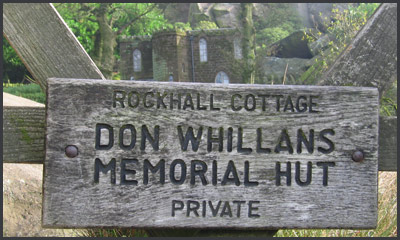 ROCKHALL COTTAGE
DON WHILLANS
MEMORIAL HUT
PRIVATE